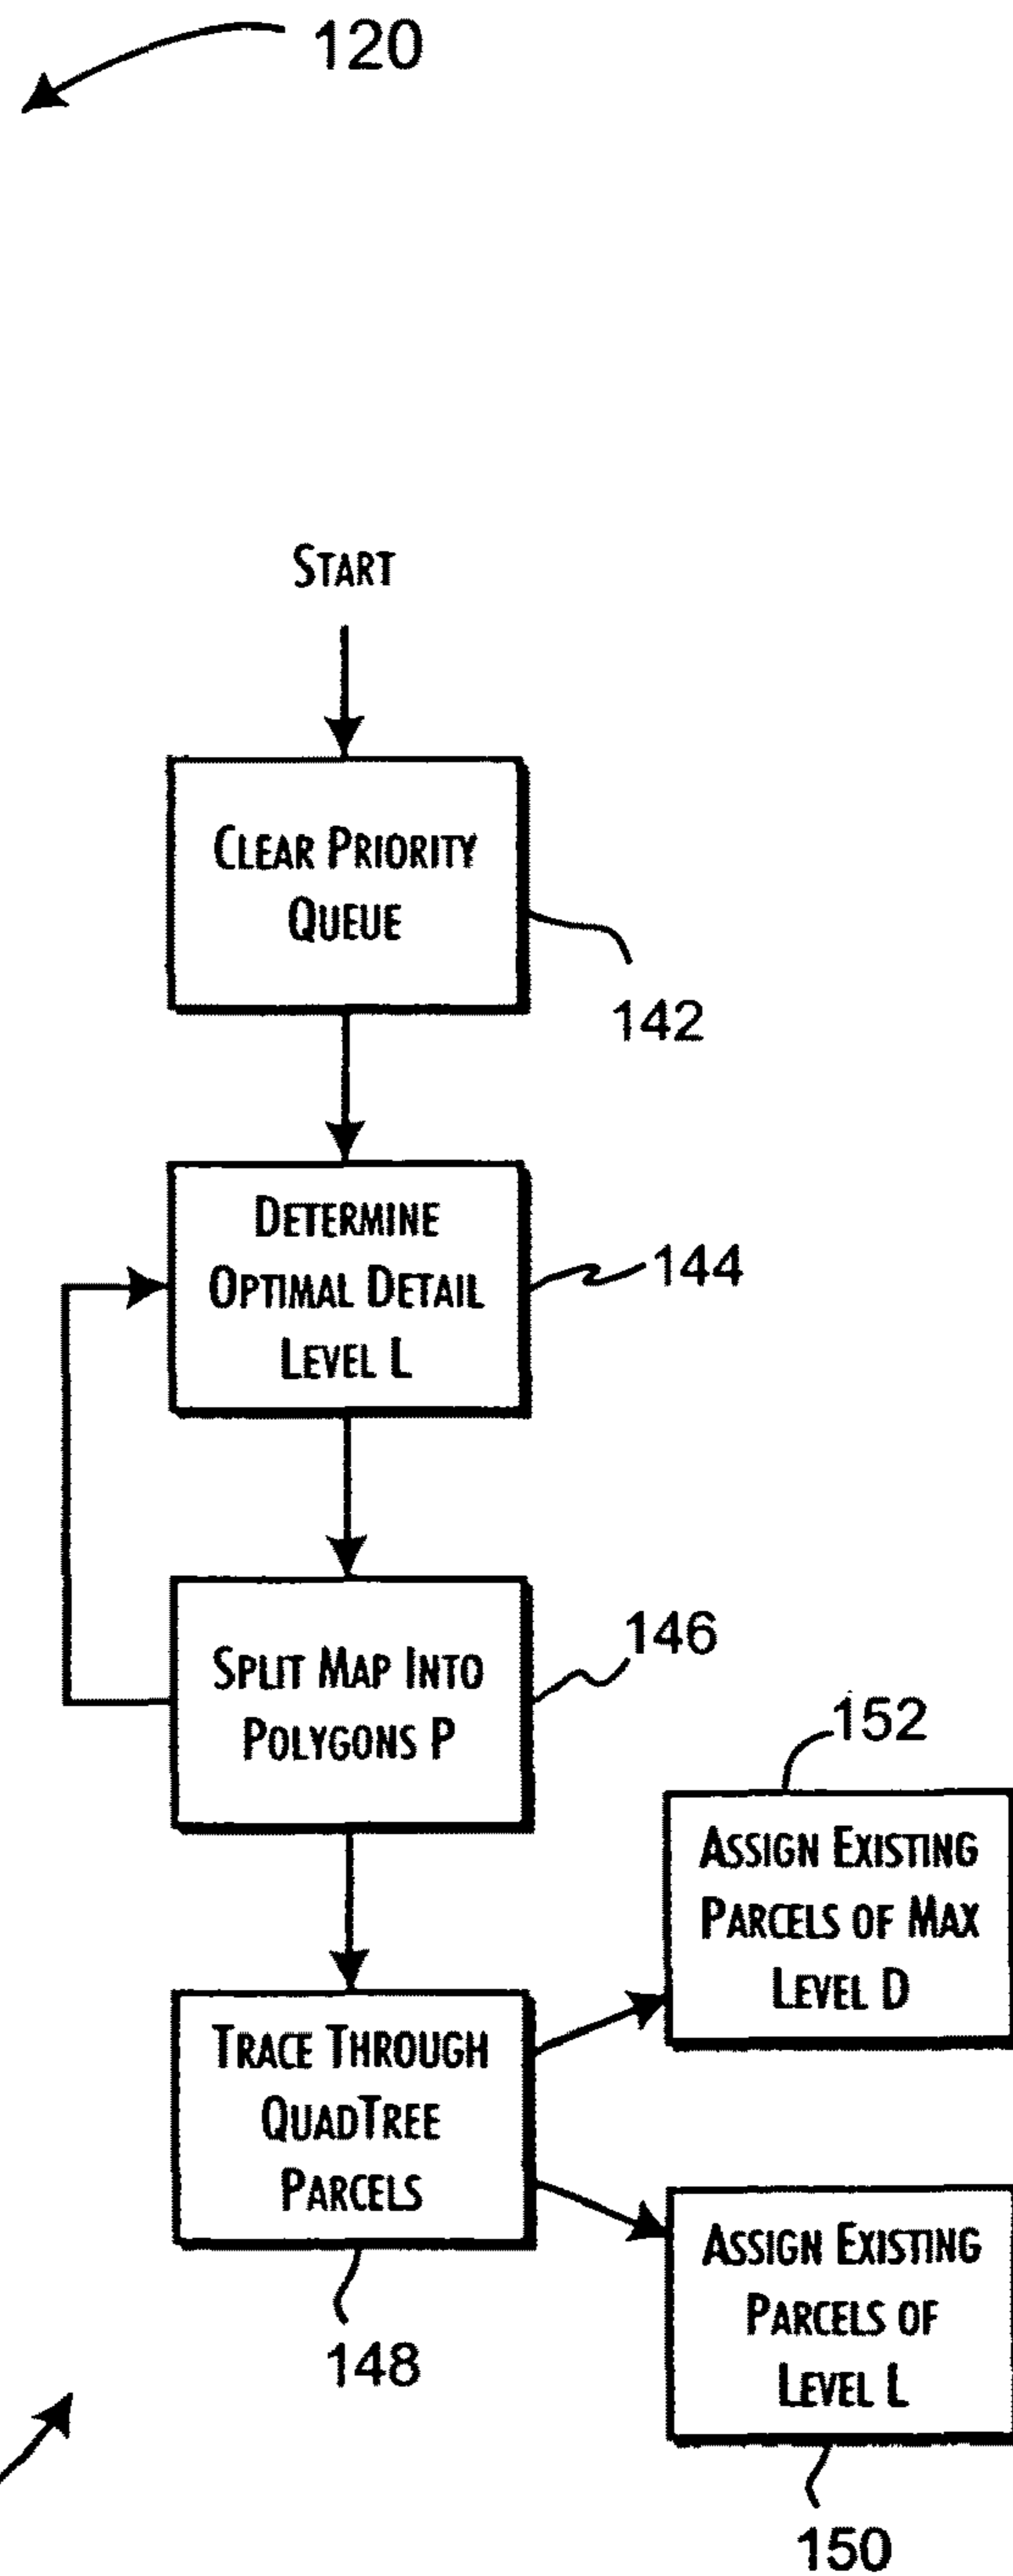 120
START
CLEAR PRIORITY
QUEUE
142
DETERMINE
OPTIMAL DETAIL
LEVEL L
144
SPLIT MAP INTO
POLYGONS P
146
TRACE THROUGH
QUADTREE
PARCELS
148
152
ASSIGN EXISTING
PARCELS OF MAX
LEVEL D
ASSIGN EXISTING
PARCELS OF
LEVEL L
150